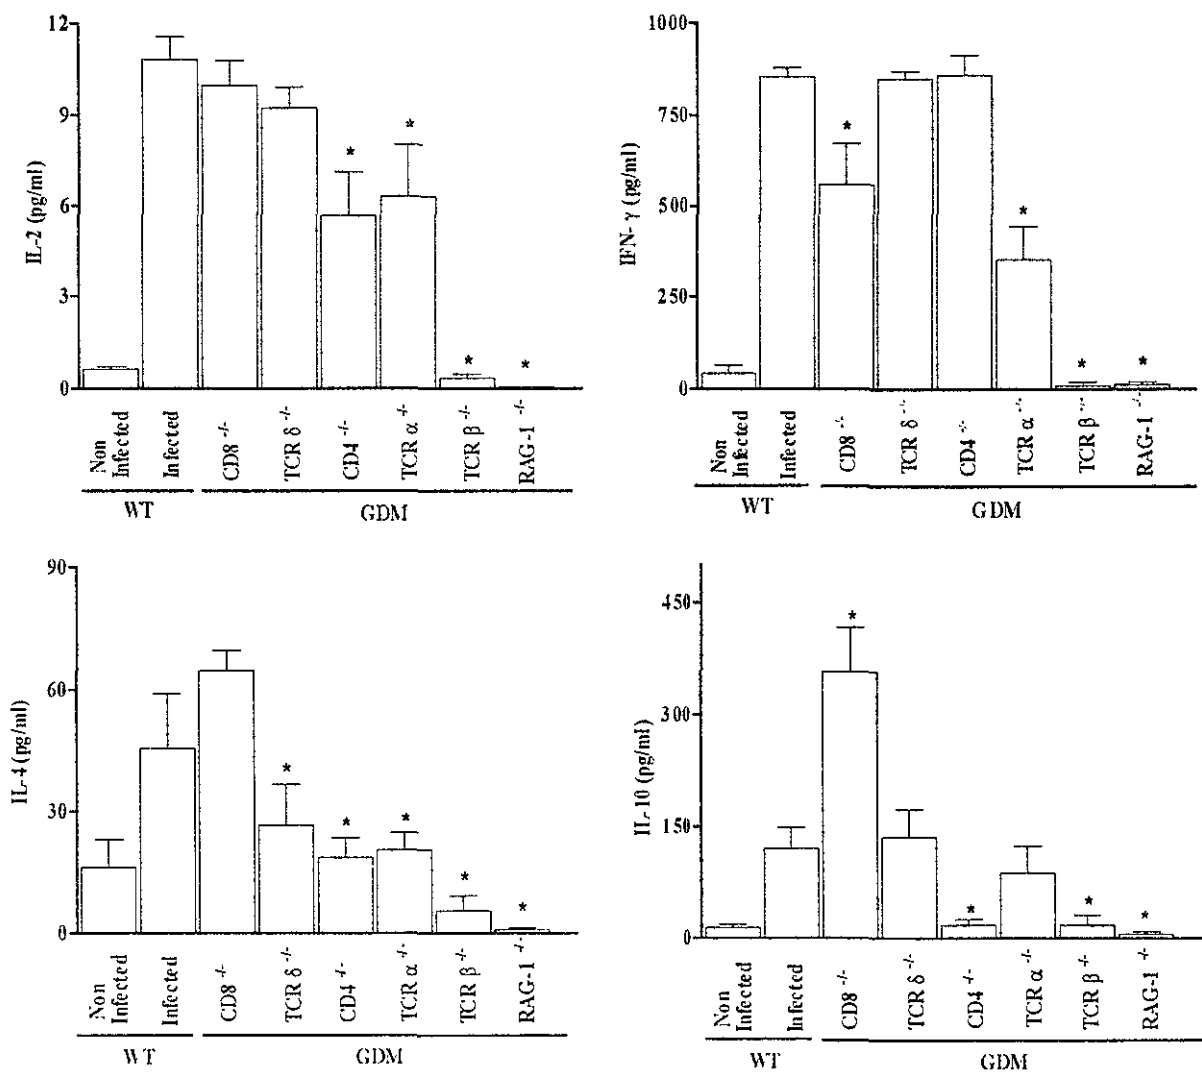 12
9
6
3
0
IL-2 (pg/ml)
*
*
*
*
Non Infected
Infected
CD8 -/-
TCR δ -/-
CD4 -/-
TCR α -/-
TCR β -/-
RAG-1 -/-
WT
GDM
1000
750
500
250
0
IFN- γ (pg/ml)
*
*
*
*
Non Infected
Infected
CD8 -/-
TCR δ -/-
CD4 -/-
TCR α -/-
TCR β -/-
RAG-1 -/-
WT
GDM
90
60
30
0
IL-4 (pg/ml)
*
*
*
*
*
Non Infected
Infected
CD8 -/-
TCR δ -/-
CD4 -/-
TCR α -/-
TCR β -/-
RAG-1 -/-
WT
GDM
450
300
150
0
IL-10 (pg/ml)
*
*
*
*
Non Infected
Infected
CD8 -/-
TCR δ -/-
CD4 -/-
TCR α -/-
TCR β -/-
RAG-1 -/-
WT
GDM